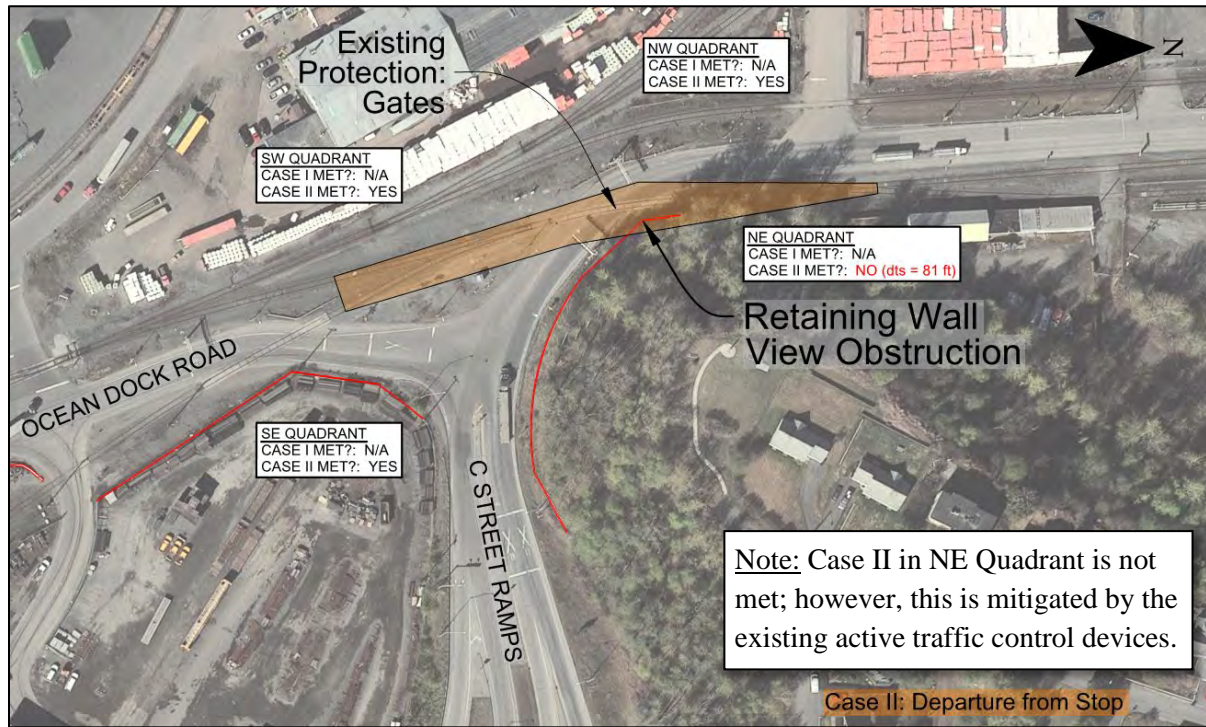 Existing
Protection:
Gates
NW QUADRANT
CASE I MET?: N/A
CASE II MET?: YES
N
SW QUADRANT
CASE I MET?: N/A
CASE II MET?: YES
NE QUADRANT
CASE I MET?: N/A
CASE II MET?: NO (dts = 81 ft)
Retaining Wall
View Obstruction
OCEAN DOCK ROAD
SE QUADRANT
CASE I MET?: N/A
CASE II MET?: YES
C STREET RAMPS
Note: Case II in NE Quadrant is not
met; however, this is mitigated by the
existing active traffic control devices.
Case II: Departure from Stop